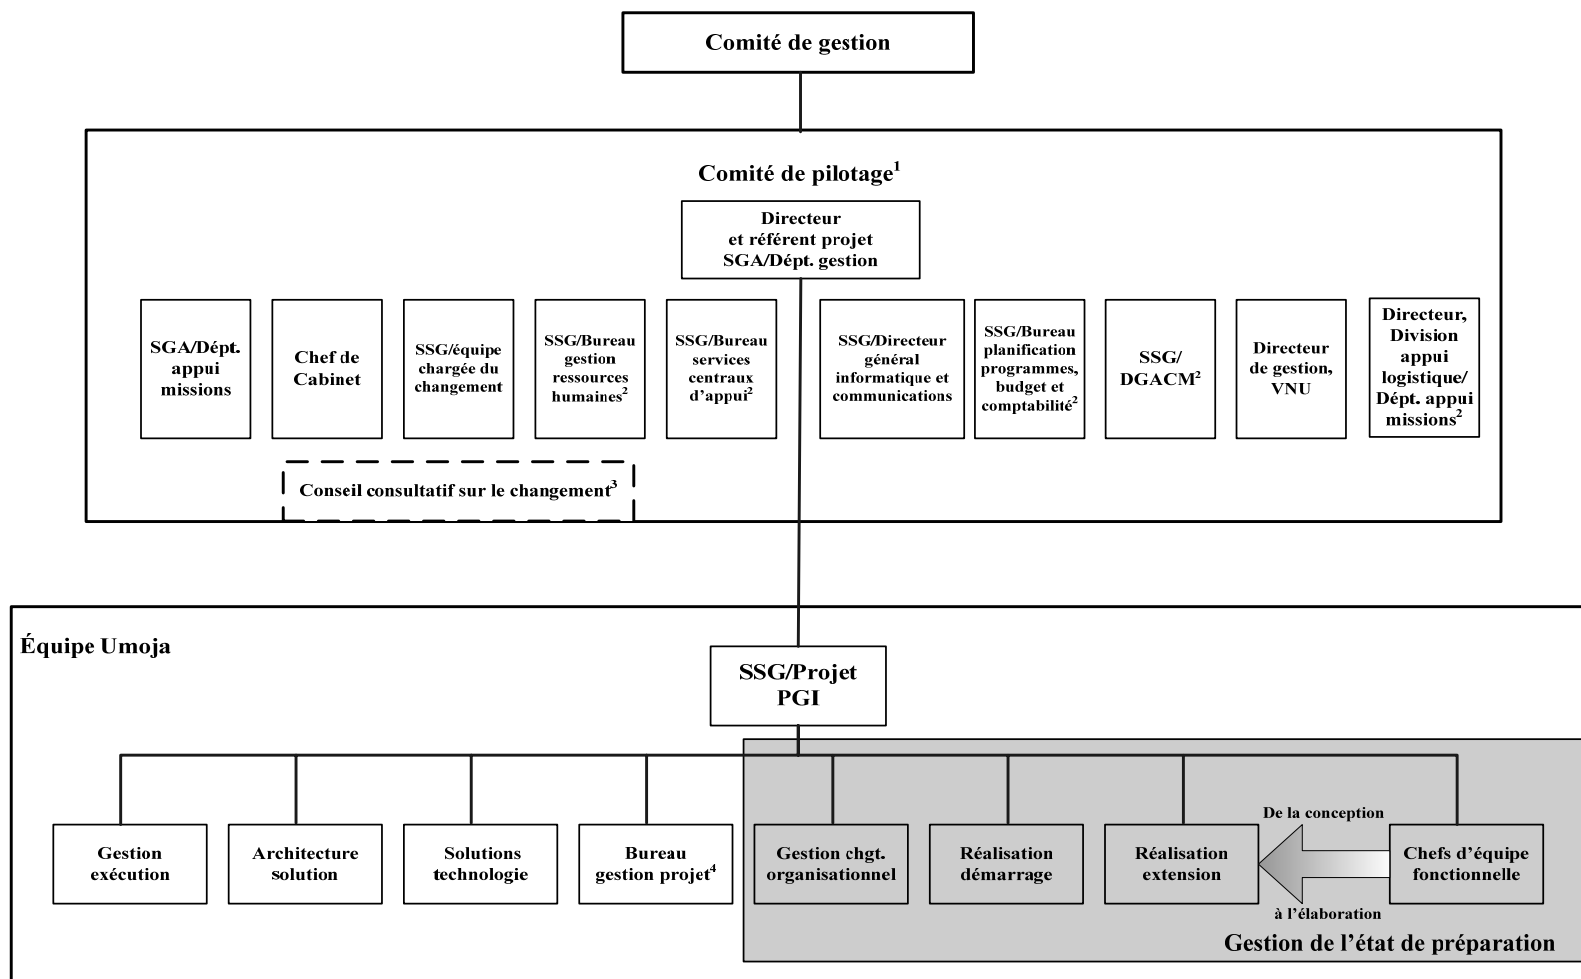 Comité de gestion
Comité de pilotage¹
Directeur
et référent projet
SGA/Dépt. gestion
SGA/Dépt.
appui
missions
Chef de
Cabinet
SSG/équipe
chargée du
changement
SSG/Bureau
gestion
ressources
humaines²
SSG/Bureau
services
centraux
d’appui²
SSG/Directeur
général
informatique et
communications
SSG/Bureau
planification
programmes,
budget et
comptabilité²
SSG/
DGACM²
Directeur
de gestion,
VNU
Directeur,
Division
appui
logistique/
Dépt. appui
missions²
Conseil consultatif sur le changement³
Équipe Umoja
SSG/Projet
PGI
Gestion
exécution
Architecture
solution
Solutions
technologie
Bureau
gestion projet⁴
Gestion chgt.
organisationnel
Réalisation
démarrage
Réalisation
extension
De la conception
à l’élaboration
Chefs d’équipe
fonctionnelle
Gestion de l’état de préparation